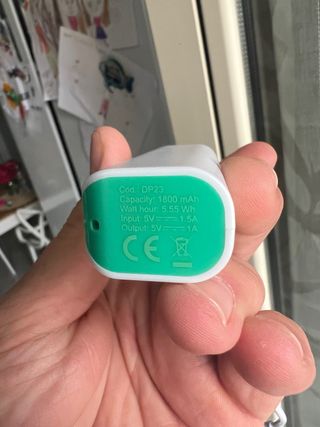 Cod.: DP23
Capacity: 1800 mAh
Watt hour: 5.55 Wh
Input: 5V⎓1.5A
Output: 5V⎓1A
CE